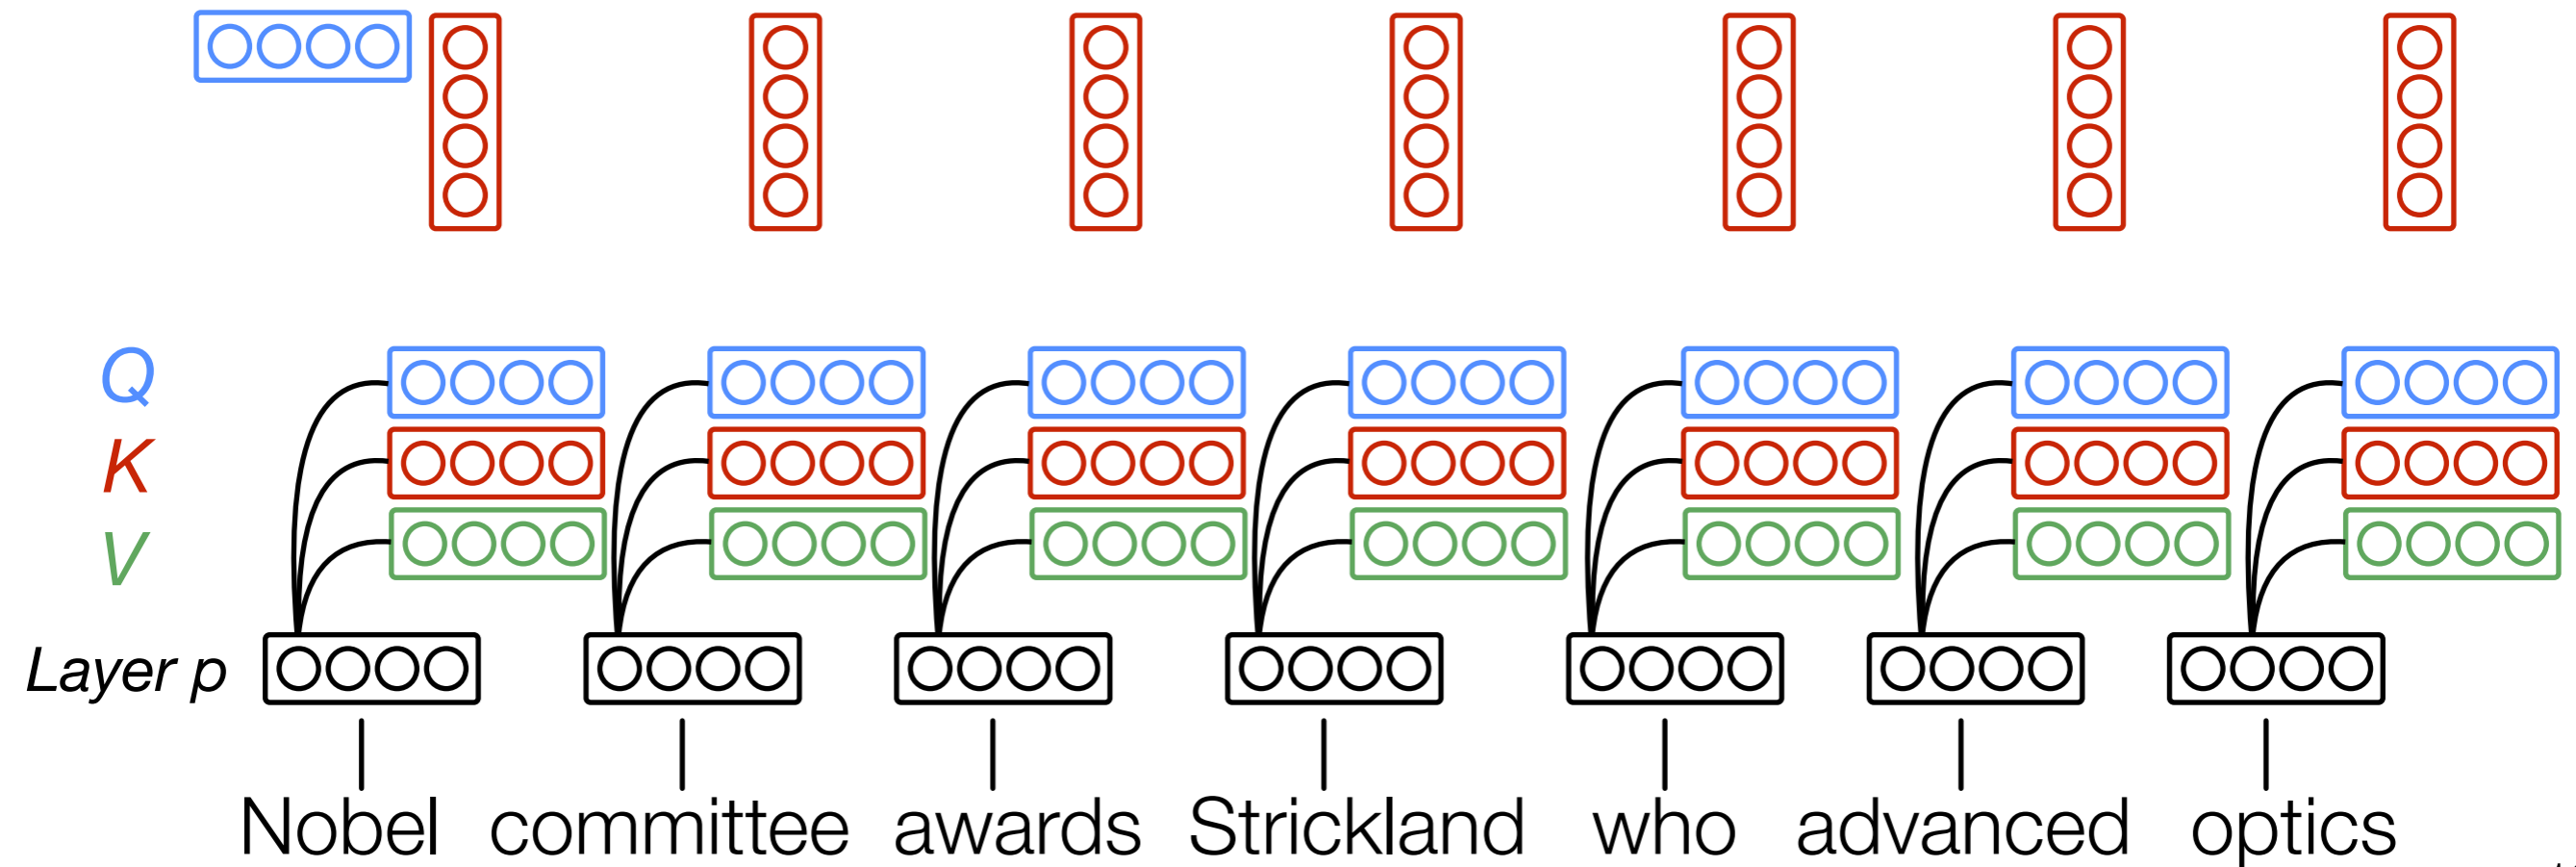 Q
K
V
Layer p
Nobel committee awards Strickland who advanced optics